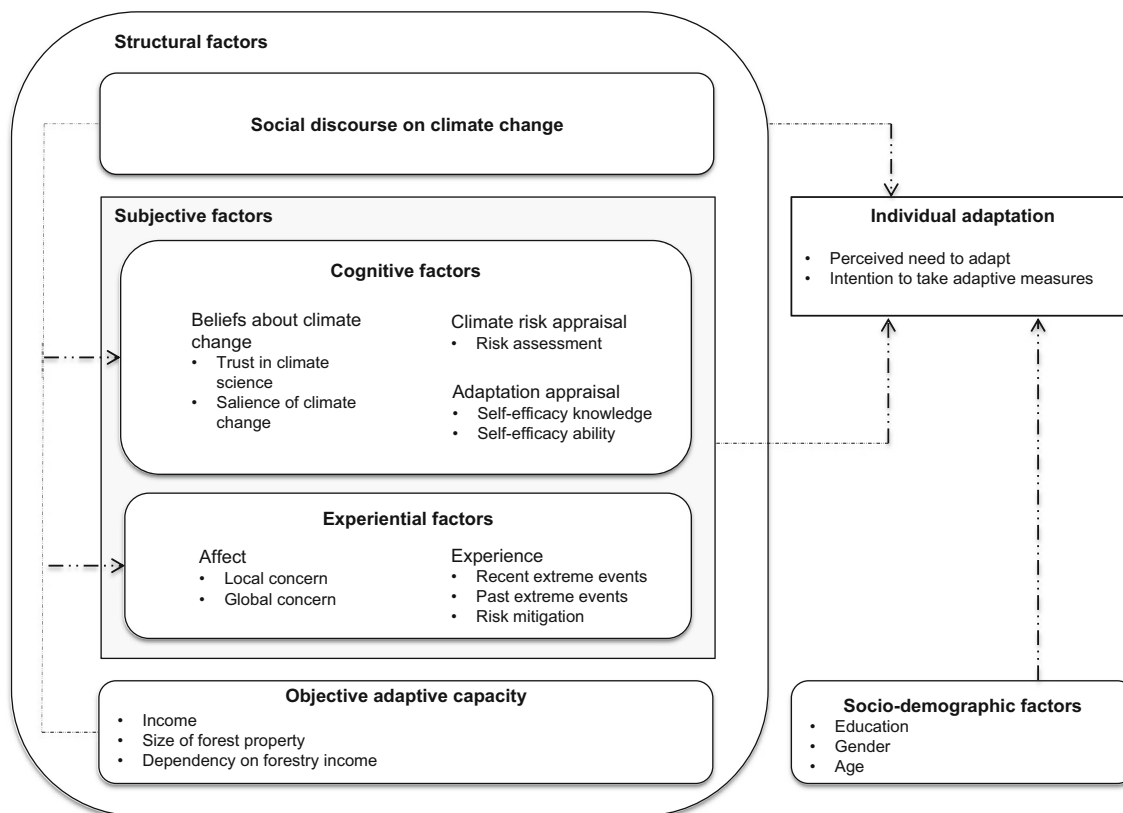 Structural factors
Social discourse on climate change
Subjective factors
Cognitive factors
Beliefs about climate
change
• Trust in climate
science
• Salience of climate
change
Climate risk appraisal
• Risk assessment
Adaptation appraisal
• Self-efficacy knowledge
• Self-efficacy ability
Experiential factors
Affect
• Local concern
• Global concern
Experience
• Recent extreme events
• Past extreme events
• Risk mitigation
Objective adaptive capacity
• Income
• Size of forest property
• Dependency on forestry income
Individual adaptation
• Perceived need to adapt
• Intention to take adaptive measures
Socio-demographic factors
• Education
• Gender
• Age